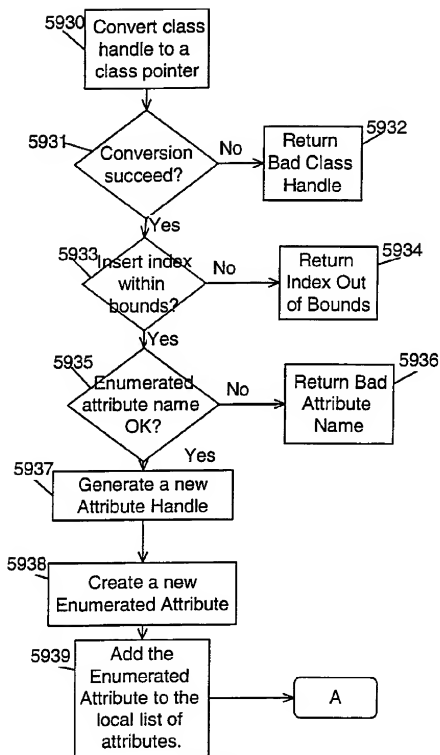 5930
Convert class
handle to a
class pointer
5931
Conversion
succeed?
No
5932
Return
Bad Class
Handle
Yes
5933
Insert index
within
bounds?
No
5934
Return
Index Out
of Bounds
Yes
5935
Enumerated
attribute name
OK?
No
5936
Return Bad
Attribute
Name
Yes
5937
Generate a new
Attribute Handle
5938
Create a new
Enumerated Attribute
5939
Add the
Enumerated
Attribute to the
local list of
attributes.
A